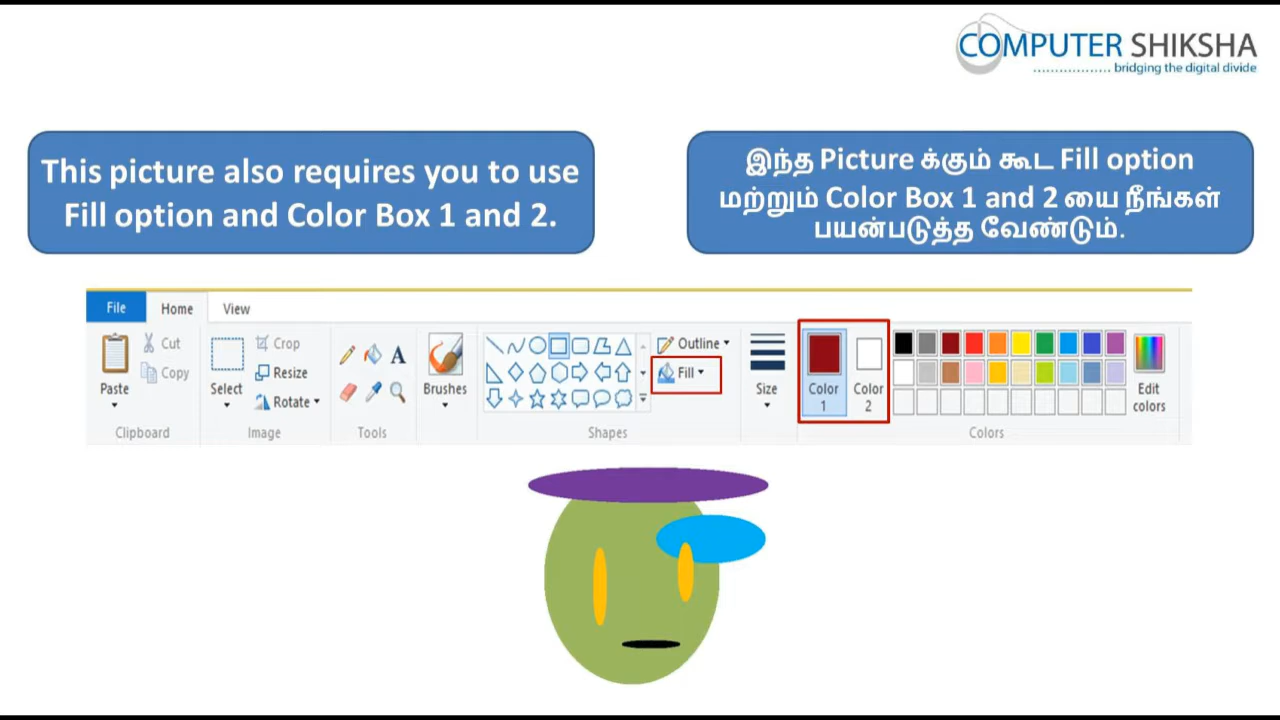 COMPUTER SHIKSHA
bridging the digital divide
This picture also requires you to use
Fill option and Color Box 1 and 2.
இந்த Picture க்கும் கூட Fill option
மற்றும் Color Box 1 and 2 யை நீங்கள்
பயன்படுத்த வேண்டும்.
File Home View
Cut Crop Outline
Copy Resize Fill
Paste Select Rotate A Brushes Size Color 1 Color 2 Edit colors
Clipboard Image Tools Shapes Colors